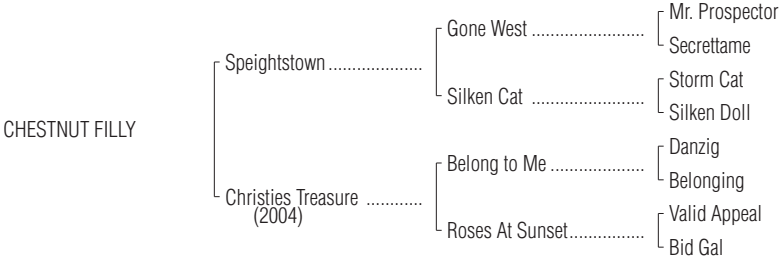 Mr. Prospector
Gone West ........................
Secrettame
Speightstown ....................
Storm Cat
Silken Cat ........................
Silken Doll
CHESTNUT FILLY
Danzig
Belong to Me ....................
Belonging
Christies Treasure ............
(2004)
Valid Appeal
Roses At Sunset................
Bid Gal